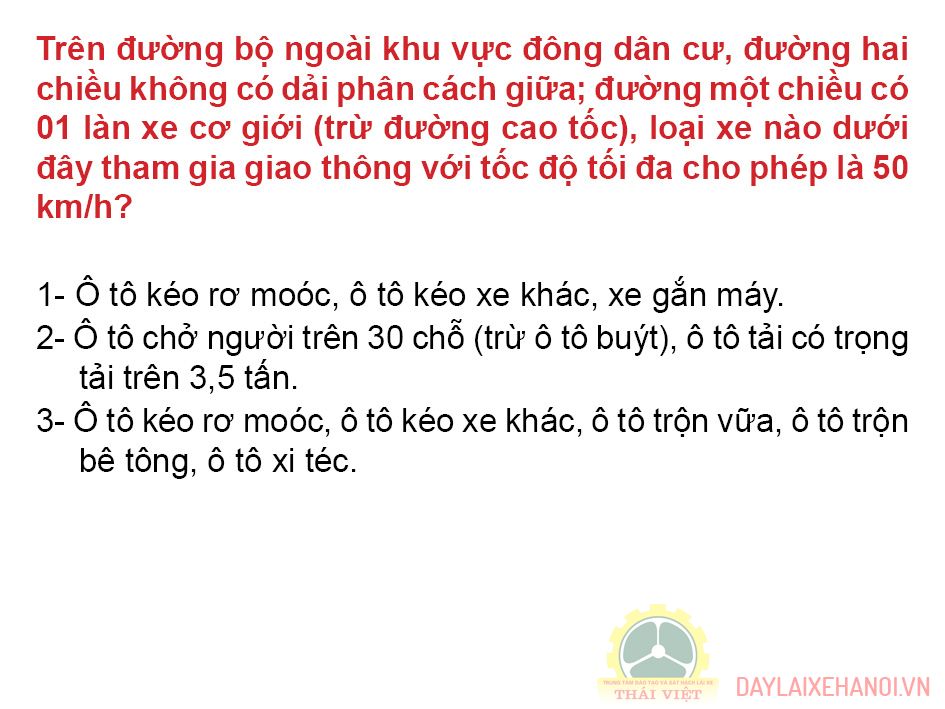 Trên đường bộ ngoài khu vực đông dân cư, đường hai
chiều không có dải phân cách giữa; đường một chiều có
01 làn xe cơ giới (trừ đường cao tốc), loại xe nào dưới
đây tham gia giao thông với tốc độ tối đa cho phép là 50
km/h?
1- Ô tô kéo rơ moóc, ô tô kéo xe khác, xe gắn máy.
2- Ô tô chở người trên 30 chỗ (trừ ô tô buýt), ô tô tải có trọng
tải trên 3,5 tấn.
3- Ô tô kéo rơ moóc, ô tô kéo xe khác, ô tô trộn vữa, ô tô trộn
bê tông, ô tô xi téc.
TRUNG TÂM ĐÀO TẠO VÀ SÁT HẠCH LÁI XE
THÁI VIỆT
DAYLAIXEHANOI.VN